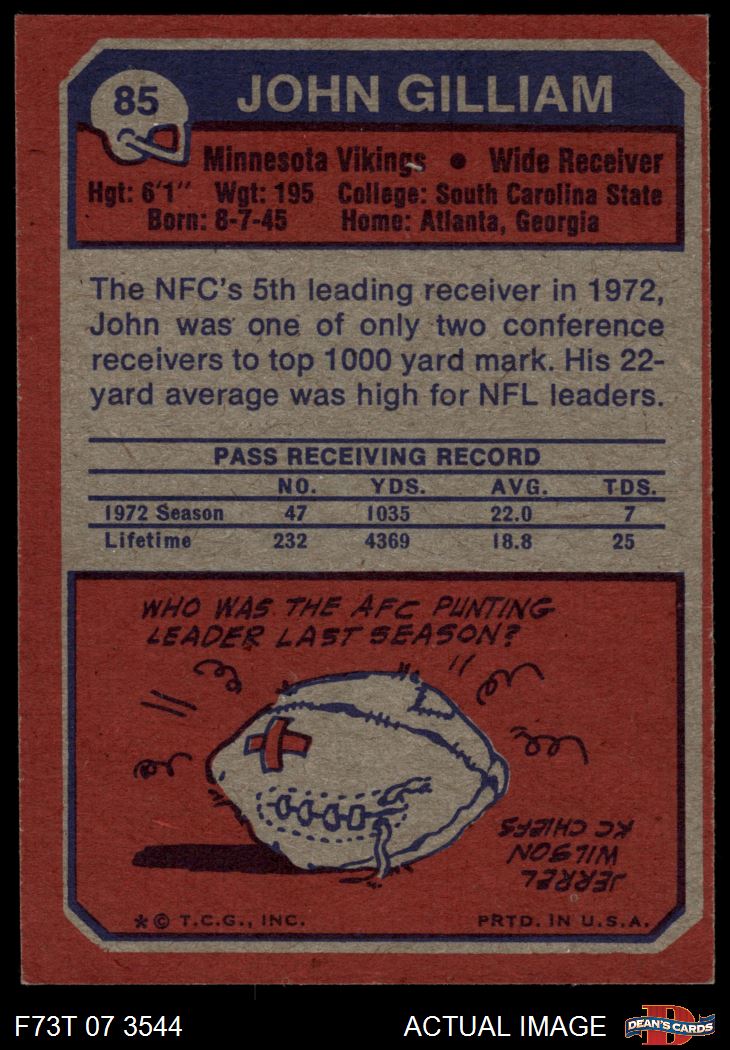 85
JOHN GILLIAM
Minnesota Vikings • Wide Receiver
Hgt: 6'1" Wgt: 195 College: South Carolina State
Born: 8-7-45 Home: Atlanta, Georgia
The NFC's 5th leading receiver in 1972,
John was one of only two conference
receivers to top 1000 yard mark. His 22-
yard average was high for NFL leaders.
PASS RECEIVING RECORD
NO. YDS. AVG. TDS.
1972 Season 47 1035 22.0 7
Lifetime 232 4369 18.8 25
WHO WAS THE AFC PUNTING
LEADER LAST SEASON?
JERREL
WILSON
KC CHIEFS
* © T.C.G., INC. PRTD. IN U.S.A.
F73T 07 3544 ACTUAL IMAGE
D
DEAN'S CARDS